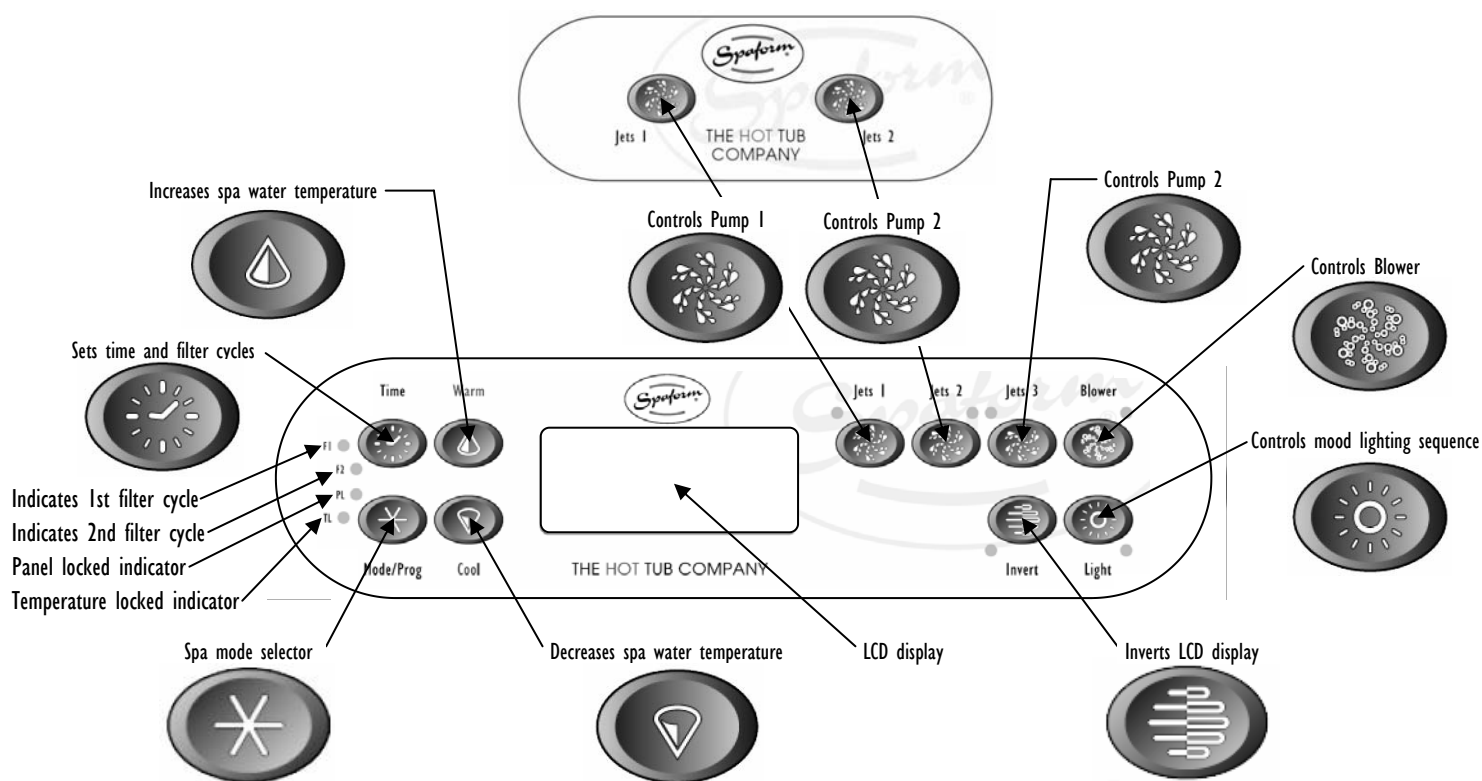 Spaform
Jets 1
Jets 2
THE HOT TUB
COMPANY
Increases spa water temperature
Controls Pump 1
Controls Pump 2
Controls Pump 2
Controls Blower
Sets time and filter cycles
Time
Warm
Spaform
Jets 1
Jets 2
Jets 3
Blower
Controls mood lighting sequence
F1
F2
PL
TL
Indicates 1st filter cycle
Indicates 2nd filter cycle
Panel locked indicator
Temperature locked indicator
Mode/Prog
Cool
THE HOT TUB COMPANY
Invert
Light
Spa mode selector
Decreases spa water temperature
LCD display
Inverts LCD display